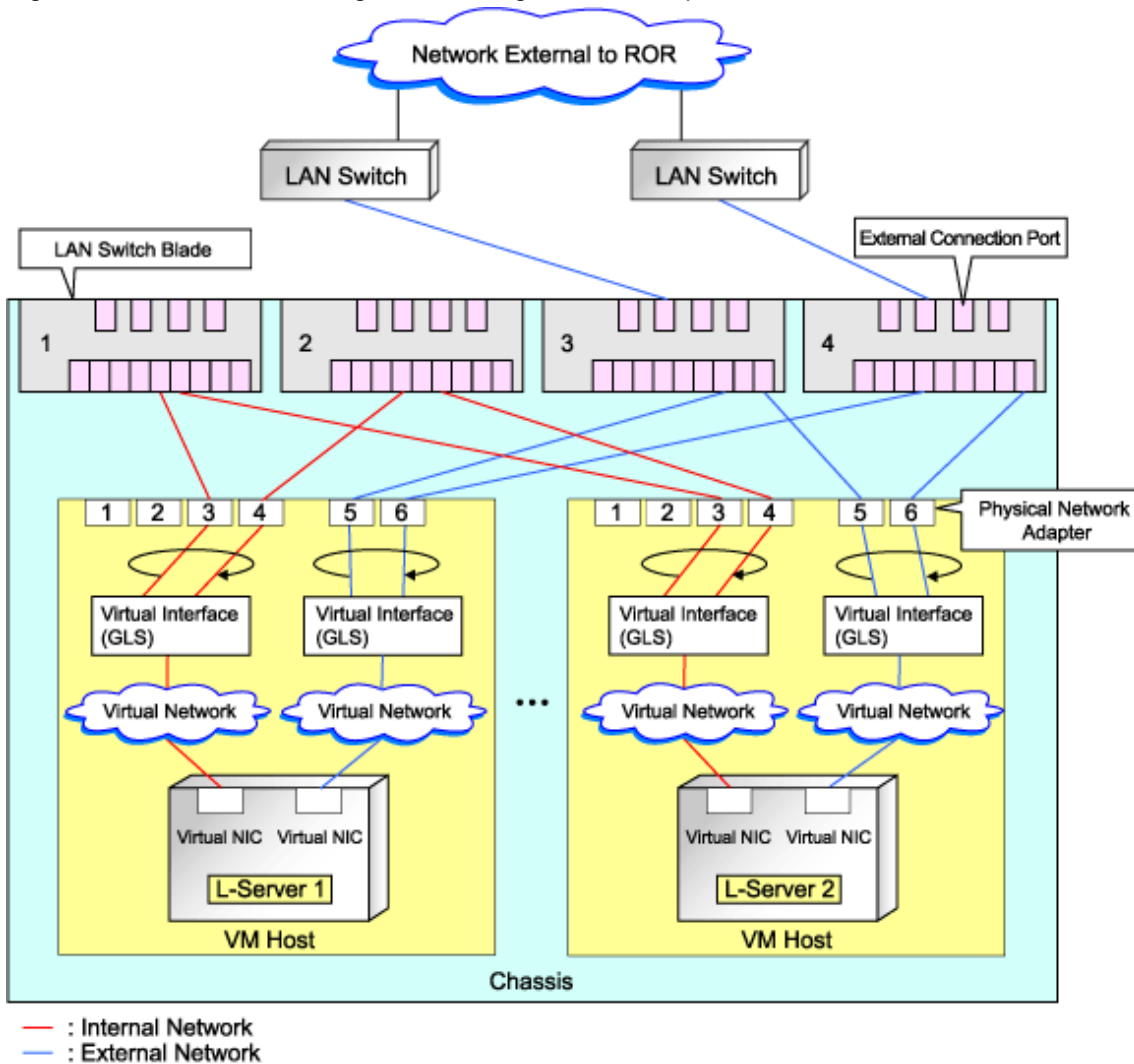 Network External to ROR
LAN Switch
LAN Switch
LAN Switch Blade
External Connection Port
1
2
3
4
1 2 3 4 5 6
1 2 3 4 5 6
Physical Network
Adapter
Virtual Interface
(GLS)
Virtual Interface
(GLS)
Virtual Interface
(GLS)
Virtual Interface
(GLS)
Virtual Network
Virtual Network
...
Virtual Network
Virtual Network
Virtual NIC
Virtual NIC
Virtual NIC
Virtual NIC
L-Server 1
L-Server 2
VM Host
VM Host
Chassis
: Internal Network
: External Network